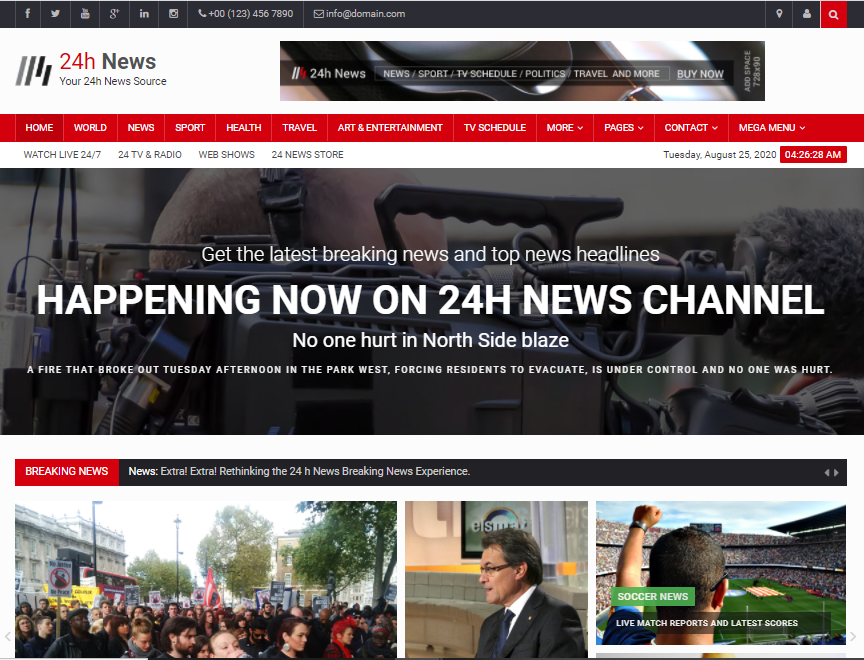 +00 (123) 456 7890
info@domain.com
24h News
Your 24h News Source
24h News
NEWS / SPORT / TV SCHEDULE / POLITICS / TRAVEL AND MORE
BUY NOW
ADD SPACE
728x90
HOME
WORLD
NEWS
SPORT
HEALTH
TRAVEL
ART & ENTERTAINMENT
TV SCHEDULE
MORE
PAGES
CONTACT
MEGA MENU
WATCH LIVE 24/7
24 TV & RADIO
WEB SHOWS
24 NEWS STORE
Tuesday, August 25, 2020
04:26:28 AM
Get the latest breaking news and top news headlines
HAPPENING NOW ON 24H NEWS CHANNEL
No one hurt in North Side blaze
A FIRE THAT BROKE OUT TUESDAY AFTERNOON IN THE PARK WEST, FORCING RESIDENTS TO EVACUATE, IS UNDER CONTROL AND NO ONE WAS HURT.
BREAKING NEWS
News: Extra! Extra! Rethinking the 24 h News Breaking News Experience.
SOCCER NEWS
LIVE MATCH REPORTS AND LATEST SCORES